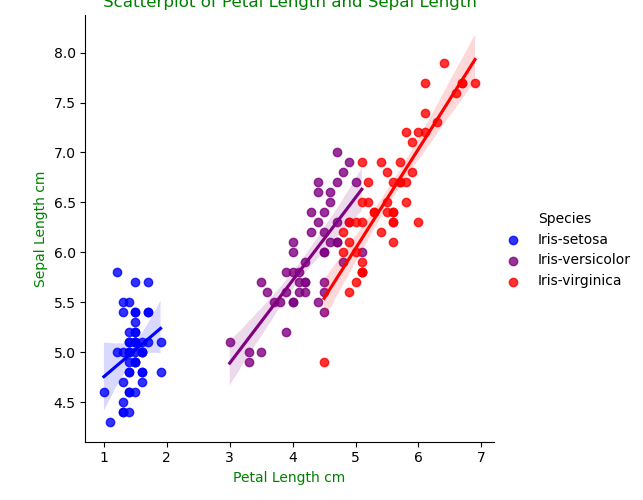 Scatterplot of Petal Length and Sepal Length
8.0
7.5
7.0
6.5
6.0
5.5
5.0
4.5
Sepal Length cm
1 2 3 4 5 6 7
Petal Length cm
Species
Iris-setosa
Iris-versicolor
Iris-virginica